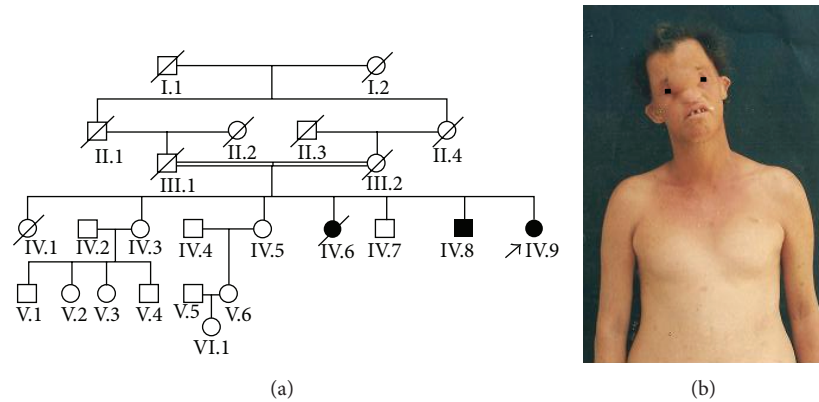 I.1 I.2
II.1 II.2 II.3 II.4
III.1 III.2
IV.1 IV.2 IV.3 IV.4 IV.5 IV.6 IV.7 IV.8 IV.9
V.1 V.2 V.3 V.4 V.5 V.6
VI.1
(a) (b)